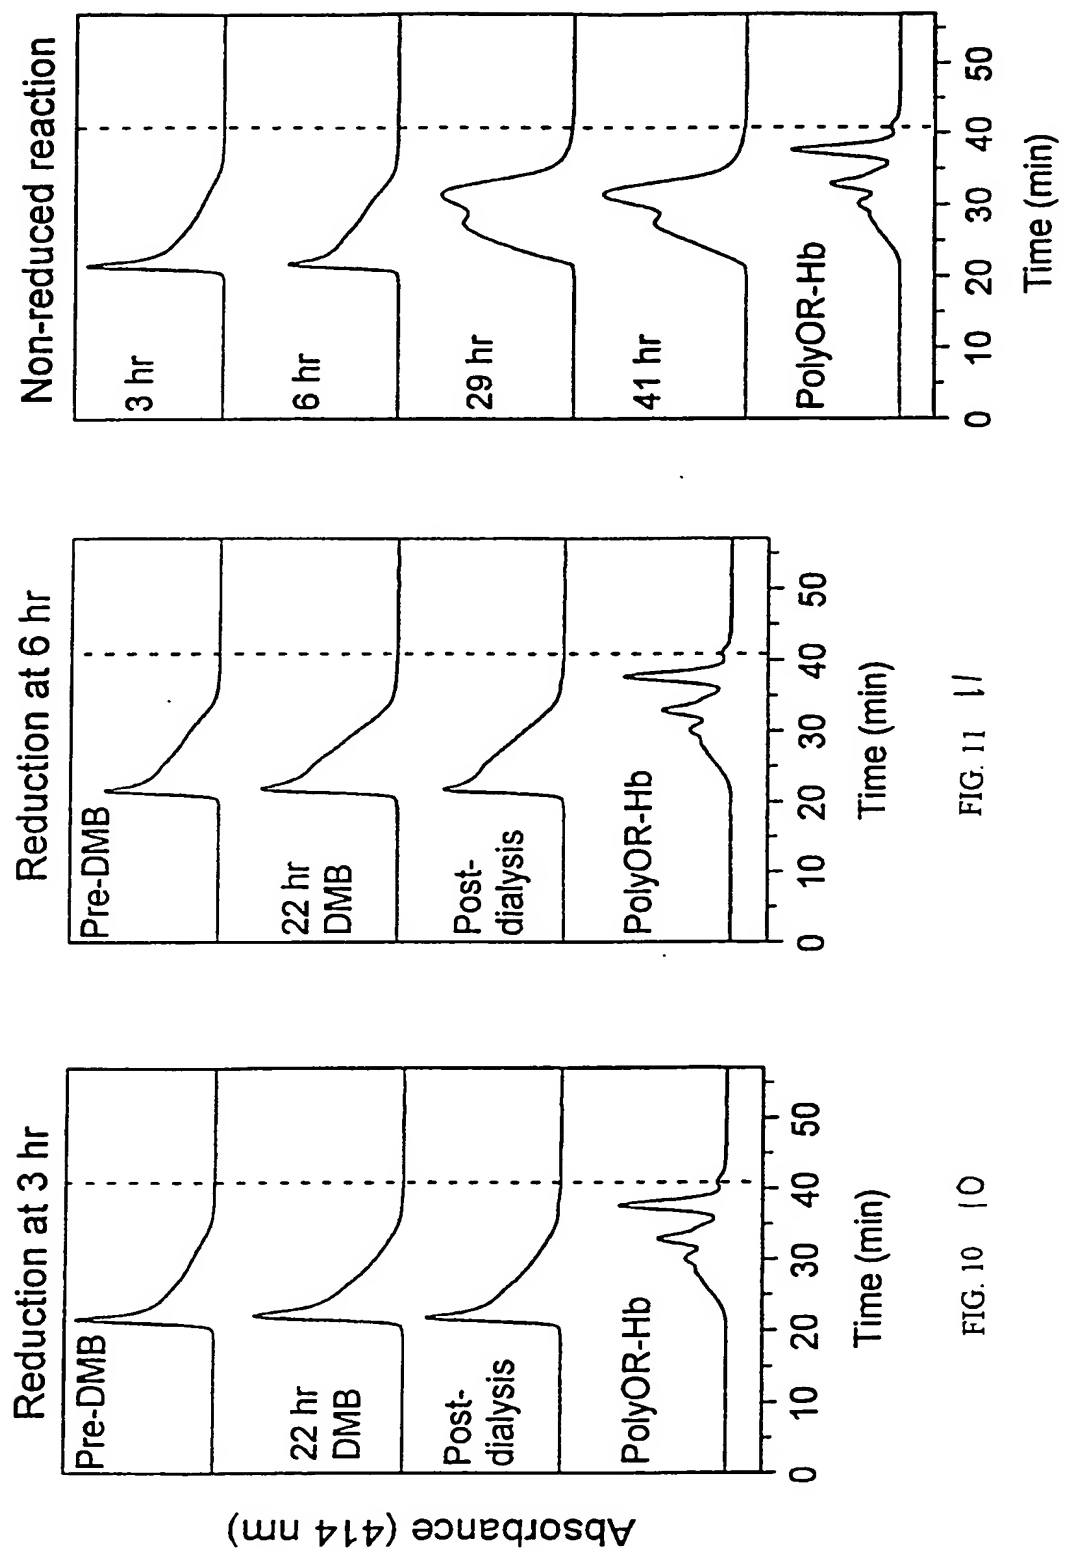 Absorbance (414 nm)
Reduction at 3 hr
Pre-DMB
22 hr
DMB
Post-
dialysis
PolyOR-Hb
0 10 20 30 40 50
Time (min)
FIG. 10 10
Reduction at 6 hr
Pre-DMB
22 hr
DMB
Post-
dialysis
PolyOR-Hb
0 10 20 30 40 50
Time (min)
FIG. 11 11
Non-reduced reaction
3 hr
6 hr
29 hr
41 hr
PolyOR-Hb
0 10 20 30 40 50
Time (min)